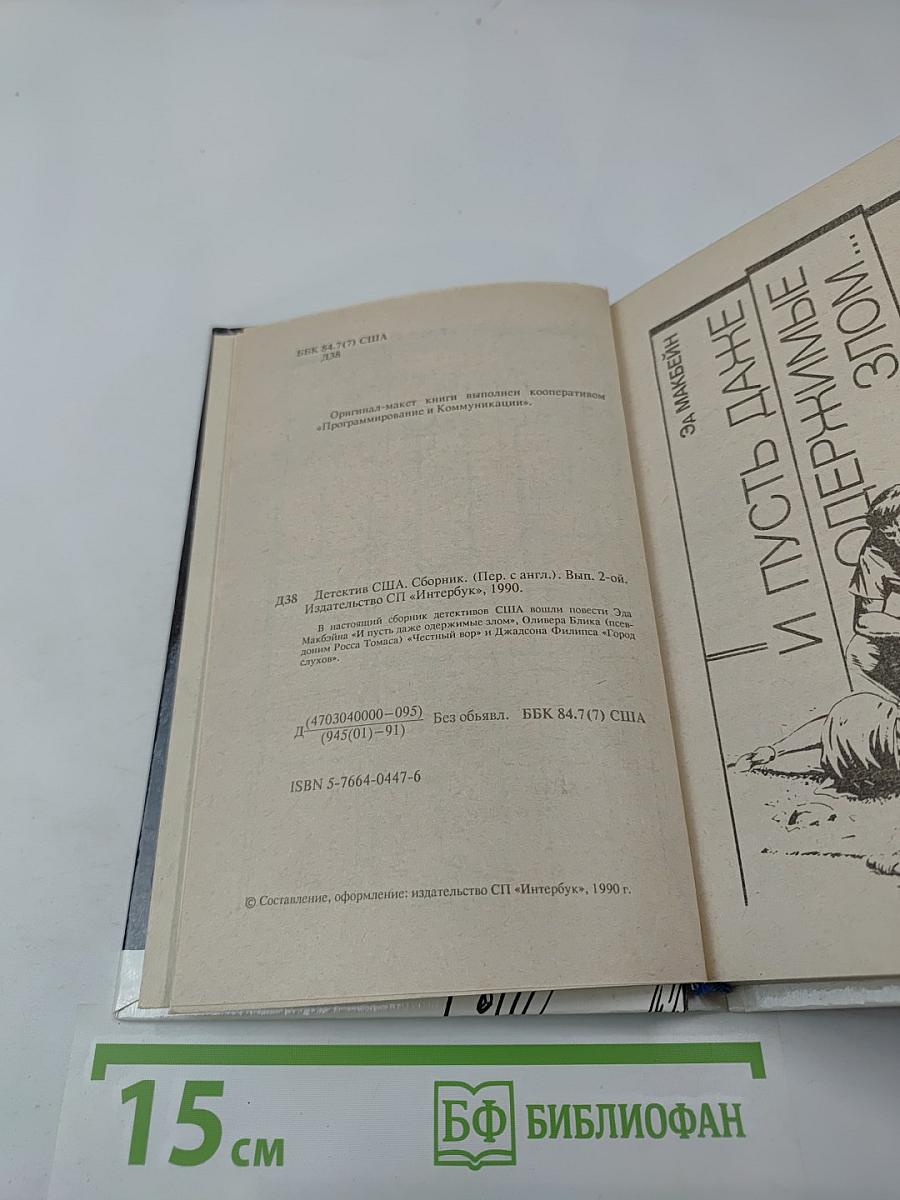 ББК 84.7(7) США
Д38
Оригинал-макет книги выполнен кооперативом
«Программирование и Коммуникации».
Д38 Детектив США. Сборник. (Пер. с англ.). Вып. 2-ой.
Издательство СП «Интербук», 1990.
В настоящий сборник детективов США вошли повести Эда
Макбэйна «И пусть даже одержимые злом», Оливера Блика (псев-
доним Росса Томаса) «Честный вор» и Джадсона Филипса «Город
слухов».
Д (4703040000-095) Без обьявл. ББК 84.7(7) США
(945(01)-91)
ISBN 5-7664-0447-6
© Составление, оформление: издательство СП «Интербук», 1990 г.
ЭД МАКБЕЙН
И ПУСТЬ ДАЖЕ
ОДЕРЖИМЫЕ
ЗЛОМ...
15 см
БФ БИБЛИОФАН